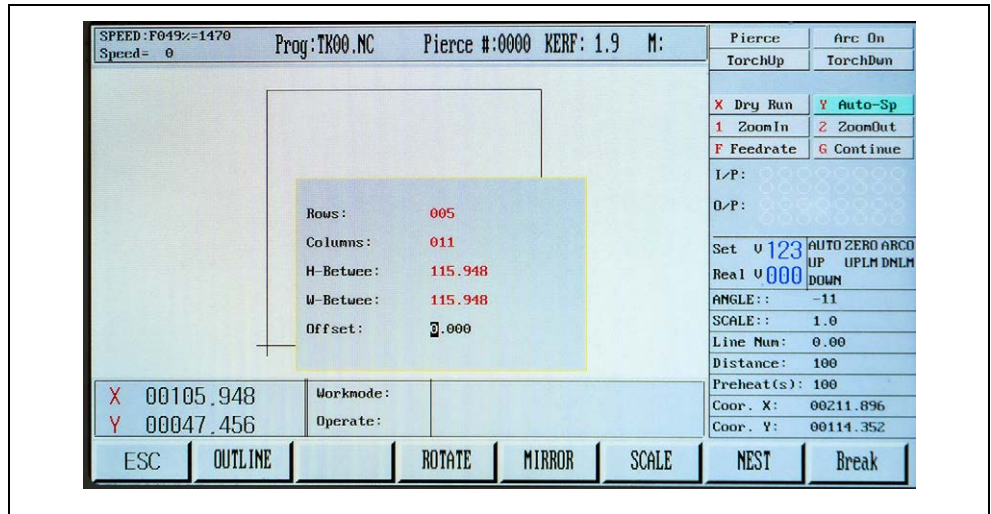 SPEED:F049%=1470
Speed= 0
Prog:TK00.NC Pierce #:0000 KERF: 1.9 M:
Pierce Arc On
TorchUp TorchDwn
X Dry Run Y Auto-Sp
1 ZoomIn 2 ZoomOut
F Feedrate G Continue
I/P:
O/P:
Rows: 005
Columns: 011
H-Betwee: 115.948
W-Betwee: 115.948
Offset: 0.000
Set V 123 AUTO ZERO ARCO
UP UPLM DNLM
Real V 000 DOWN
ANGLE:: -11
SCALE:: 1.0
Line Num: 0.00
Distance: 100
Preheat(s): 100
Coor. X: 00211.896
Coor. Y: 00114.352
X 00105.948 Workmode:
Y 00047.456 Operate:
ESC OUTLINE ROTATE MIRROR SCALE NEST Break